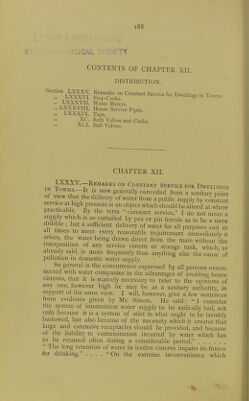 188
CONTENTS OF CHAPTER XII.
DISTRIBUTION.
Section LXXXV. Remarks on Constant Service for Dwellings in Towns.
„ LXXXVI. Stop-Cocks.
„ LXXXVII. Water Meters.
„ LXXXVIII. House Service Pipes.
„ LXXXIX. Taps.
„ XC. Bath Valves and Cocks.
„ XCI. Ball Valves.
CHAPTER XII.
LXXXV.—REMARKS ON CONSTANT SERVICE FOR DWELLINGS
IN TOWNS.—It is now generally conceded from a sanitary point
of view that the delivery of water from a public supply by constant
service at high pressure is an object which should be aimed at where
practicable. By the term "constant service," I do not mean a
supply which is so curtailed by pea or pin ferrule as to be a mere
dribble; but a sufficient delivery of water for all purposes and at
all times to meet every reasonable requirement immediately it
arises, the water being drawn direct from the main without the
interposition of any service cistern or storage tank, which, as
already said, is more frequently than anything else the cause of
pollution in domestic water supply.
So general is the concurrence expressed by all persons uncon-
nected with water companies in the advantages of avoiding house
cisterns, that it is scarcely necessary to refer to the opinions of
any one, however high he may be as a sanitary authority, in
support of the same view. I will, however, give a few sentences
from evidence given by Mr. Simon. He said: "I consider
the system of intermittent water supply to be radically bad, not
only because it is a system of stint in what ought to be lavishly
bestowed, but also because of the necessity which it creates that
large and extensive receptacles should be provided, and because
of the liability to contamination incurred by water which has
to be retained often during a considerable period." . . . . . .
"The long retention of water in leaden cisterns impairs its fitness
for drinking." . . . . "On the extreme inconvenience which